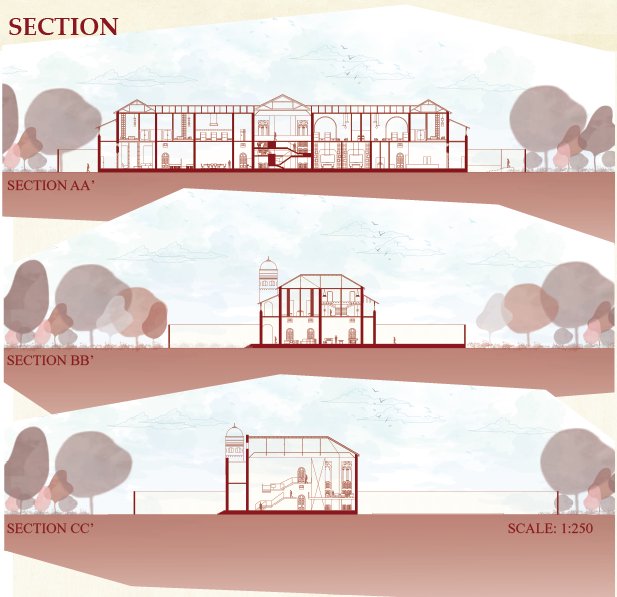 SECTION
SECTION AA'
SECTION BB'
SECTION CC'
SCALE: 1:250